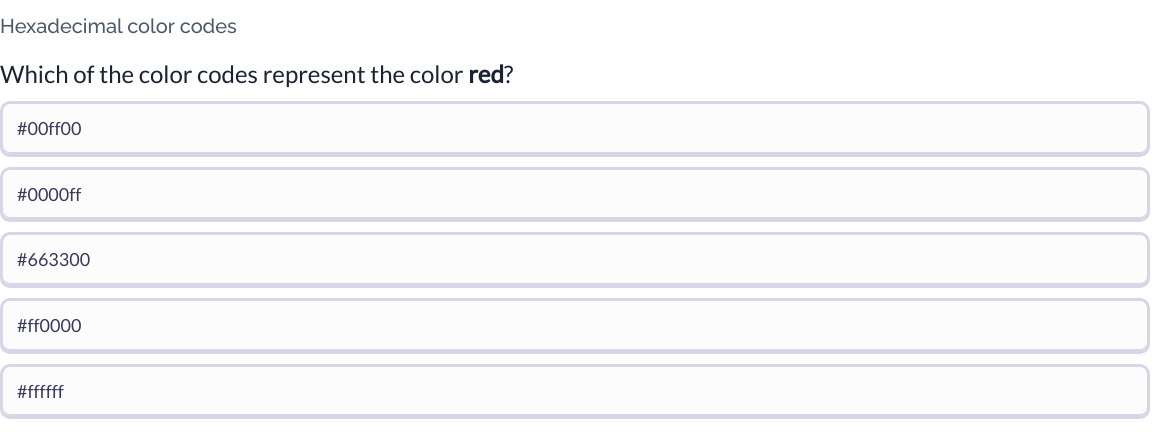 Hexadecimal color codes
Which of the color codes represent the color red?
#00ff00
#0000ff
#663300
#ff0000
#ffffff